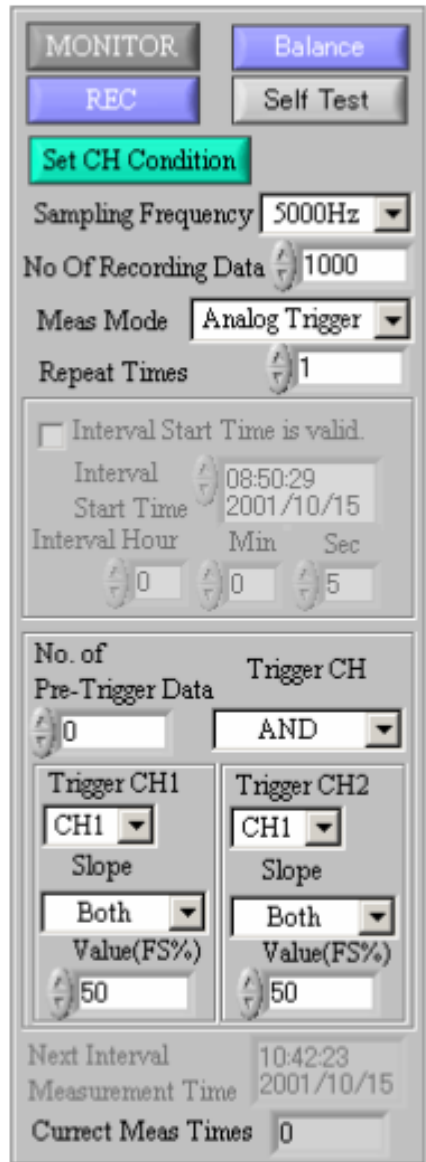 MONITOR Balance
REC Self Test
Set CH Condition
Sampling Frequency 5000Hz
No Of Recording Data 1000
Meas Mode Analog Trigger
Repeat Times 1
Interval Start Time is valid.
Interval Start Time 08:50:29 2001/10/15
Interval Hour Min Sec
0 0 5
No. of Pre-Trigger Data Trigger CH
0 AND
Trigger CH1 Trigger CH2
CH1 CH1
Slope Slope
Both Both
Value(FS%) Value(FS%)
50 50
Next Interval Measurement Time 10:42:23 2001/10/15
Currect Meas Times 0